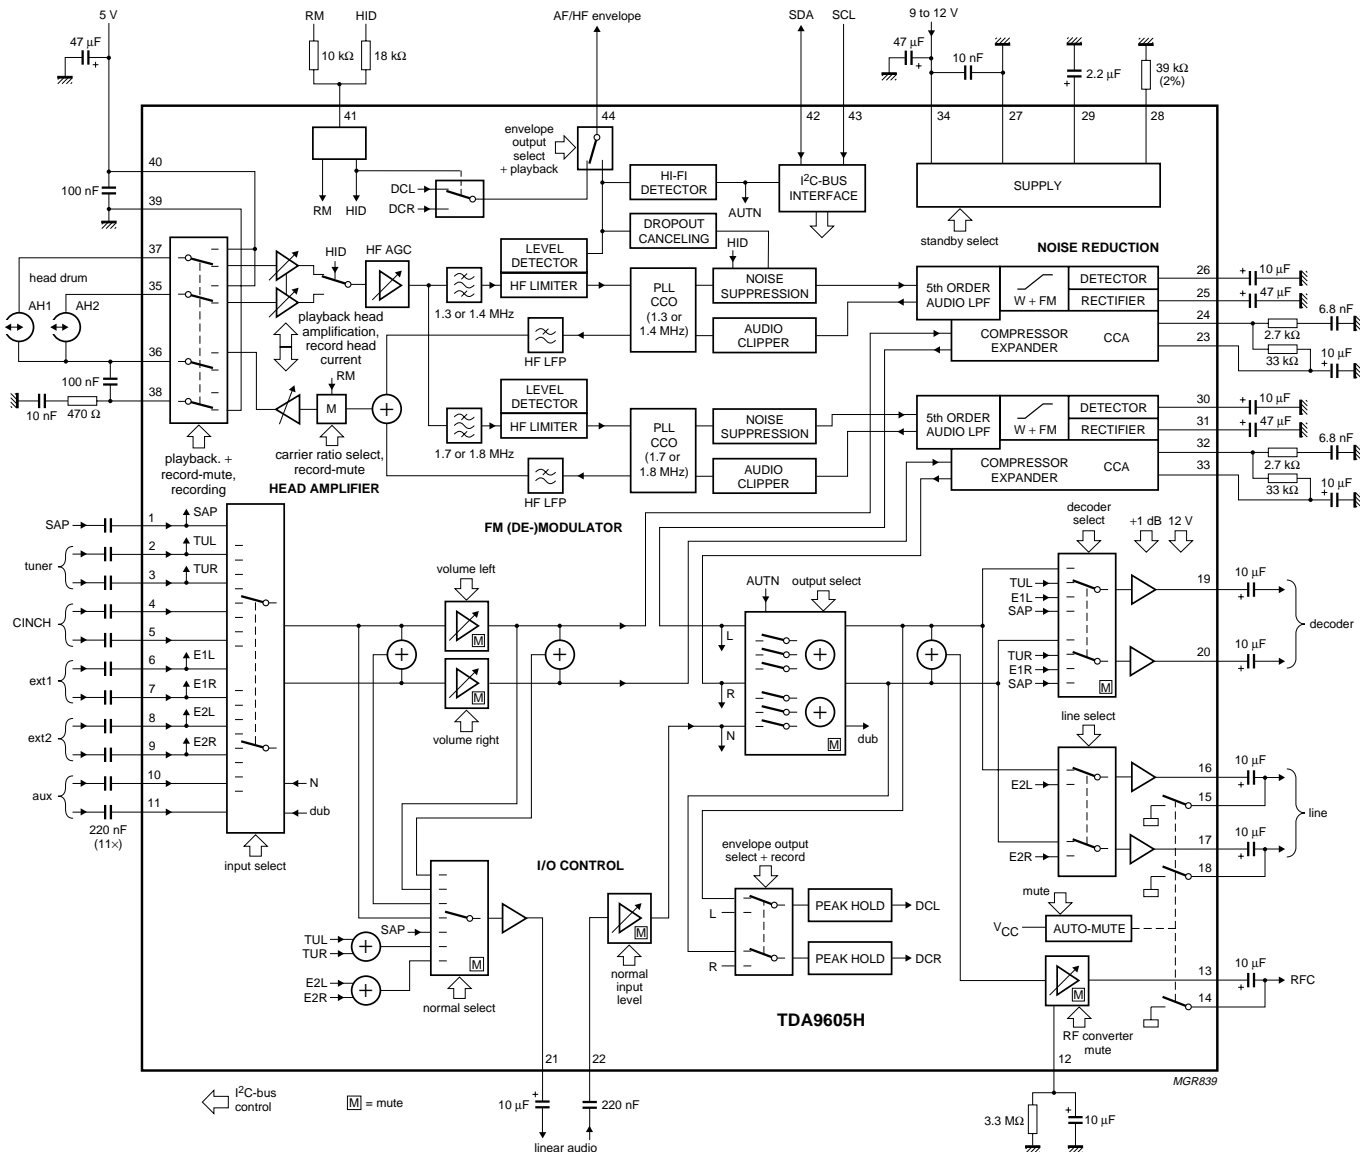 5 V
RM
HID
AF/HF envelope
SDA
SCL
9 to 12 V
47 μF
+
10 kΩ
18 kΩ
47 μF
+
10 nF
2.2 μF
+
39 kΩ
(2%)
41
44
42
43
34
27
29
28
envelope
output
select
+ playback
40
100 nF
39
DCL
DCR
RM
HID
HI-FI
DETECTOR
AUTN
I²C-BUS
INTERFACE
SUPPLY
standby select
NOISE REDUCTION
DROPOUT
CANCELING
HID
37
35
36
38
head drum
AH1
AH2
100 nF
10 nF
470 Ω
HID
HF AGC
playback head
amplification,
record head
current
RM
M
+
carrier ratio select,
record-mute
HEAD AMPLIFIER
playback. +
record-mute,
recording
1.3 or 1.4 MHz
LEVEL
DETECTOR
HF LIMITER
PLL
CCO
(1.3 or
1.4 MHz)
NOISE
SUPPRESSION
AUDIO
CLIPPER
HF LFP
1.7 or 1.8 MHz
LEVEL
DETECTOR
HF LIMITER
PLL
CCO
(1.7 or
1.8 MHz)
NOISE
SUPPRESSION
AUDIO
CLIPPER
HF LFP
FM (DE-)MODULATOR
5th ORDER
AUDIO LPF
W + FM
DETECTOR
RECTIFIER
COMPRESSOR
EXPANDER
CCA
26
25
24
23
+
10 μF
+
47 μF
6.8 nF
2.7 kΩ
33 kΩ
10 μF
+
5th ORDER
AUDIO LPF
W + FM
DETECTOR
RECTIFIER
COMPRESSOR
EXPANDER
CCA
30
31
32
33
+
10 μF
+
47 μF
6.8 nF
2.7 kΩ
33 kΩ
10 μF
+
SAP
1
SAP
tuner
2
TUL
3
TUR
CINCH
4
5
ext1
6
E1L
7
E1R
ext2
8
E2L
9
E2R
aux
10
N
11
dub
220 nF
(11×)
input select
volume left
M
+
+
M
volume right
AUTN
output select
L
R
N
+
+
M
dub
+
decoder
select
+1 dB
12 V
TUL
E1L
SAP
TUR
E1R
SAP
M
19
10 μF
+
20
10 μF
+
decoder
line select
E2L
E2R
16
10 μF
+
15
17
10 μF
+
18
line
mute
VCC
AUTO-MUTE
M
13
10 μF
+
RFC
14
RF converter
mute
12
3.3 MΩ
+
10 μF
I/O CONTROL
SAP
TUL
TUR
+
E2L
E2R
+
M
normal select
M
normal
input
level
envelope output
select + record
L
R
PEAK HOLD
DCL
PEAK HOLD
DCR
TDA9605H
21
22
MGR839
I²C-bus
control
M = mute
10 μF
+
220 nF
linear audio